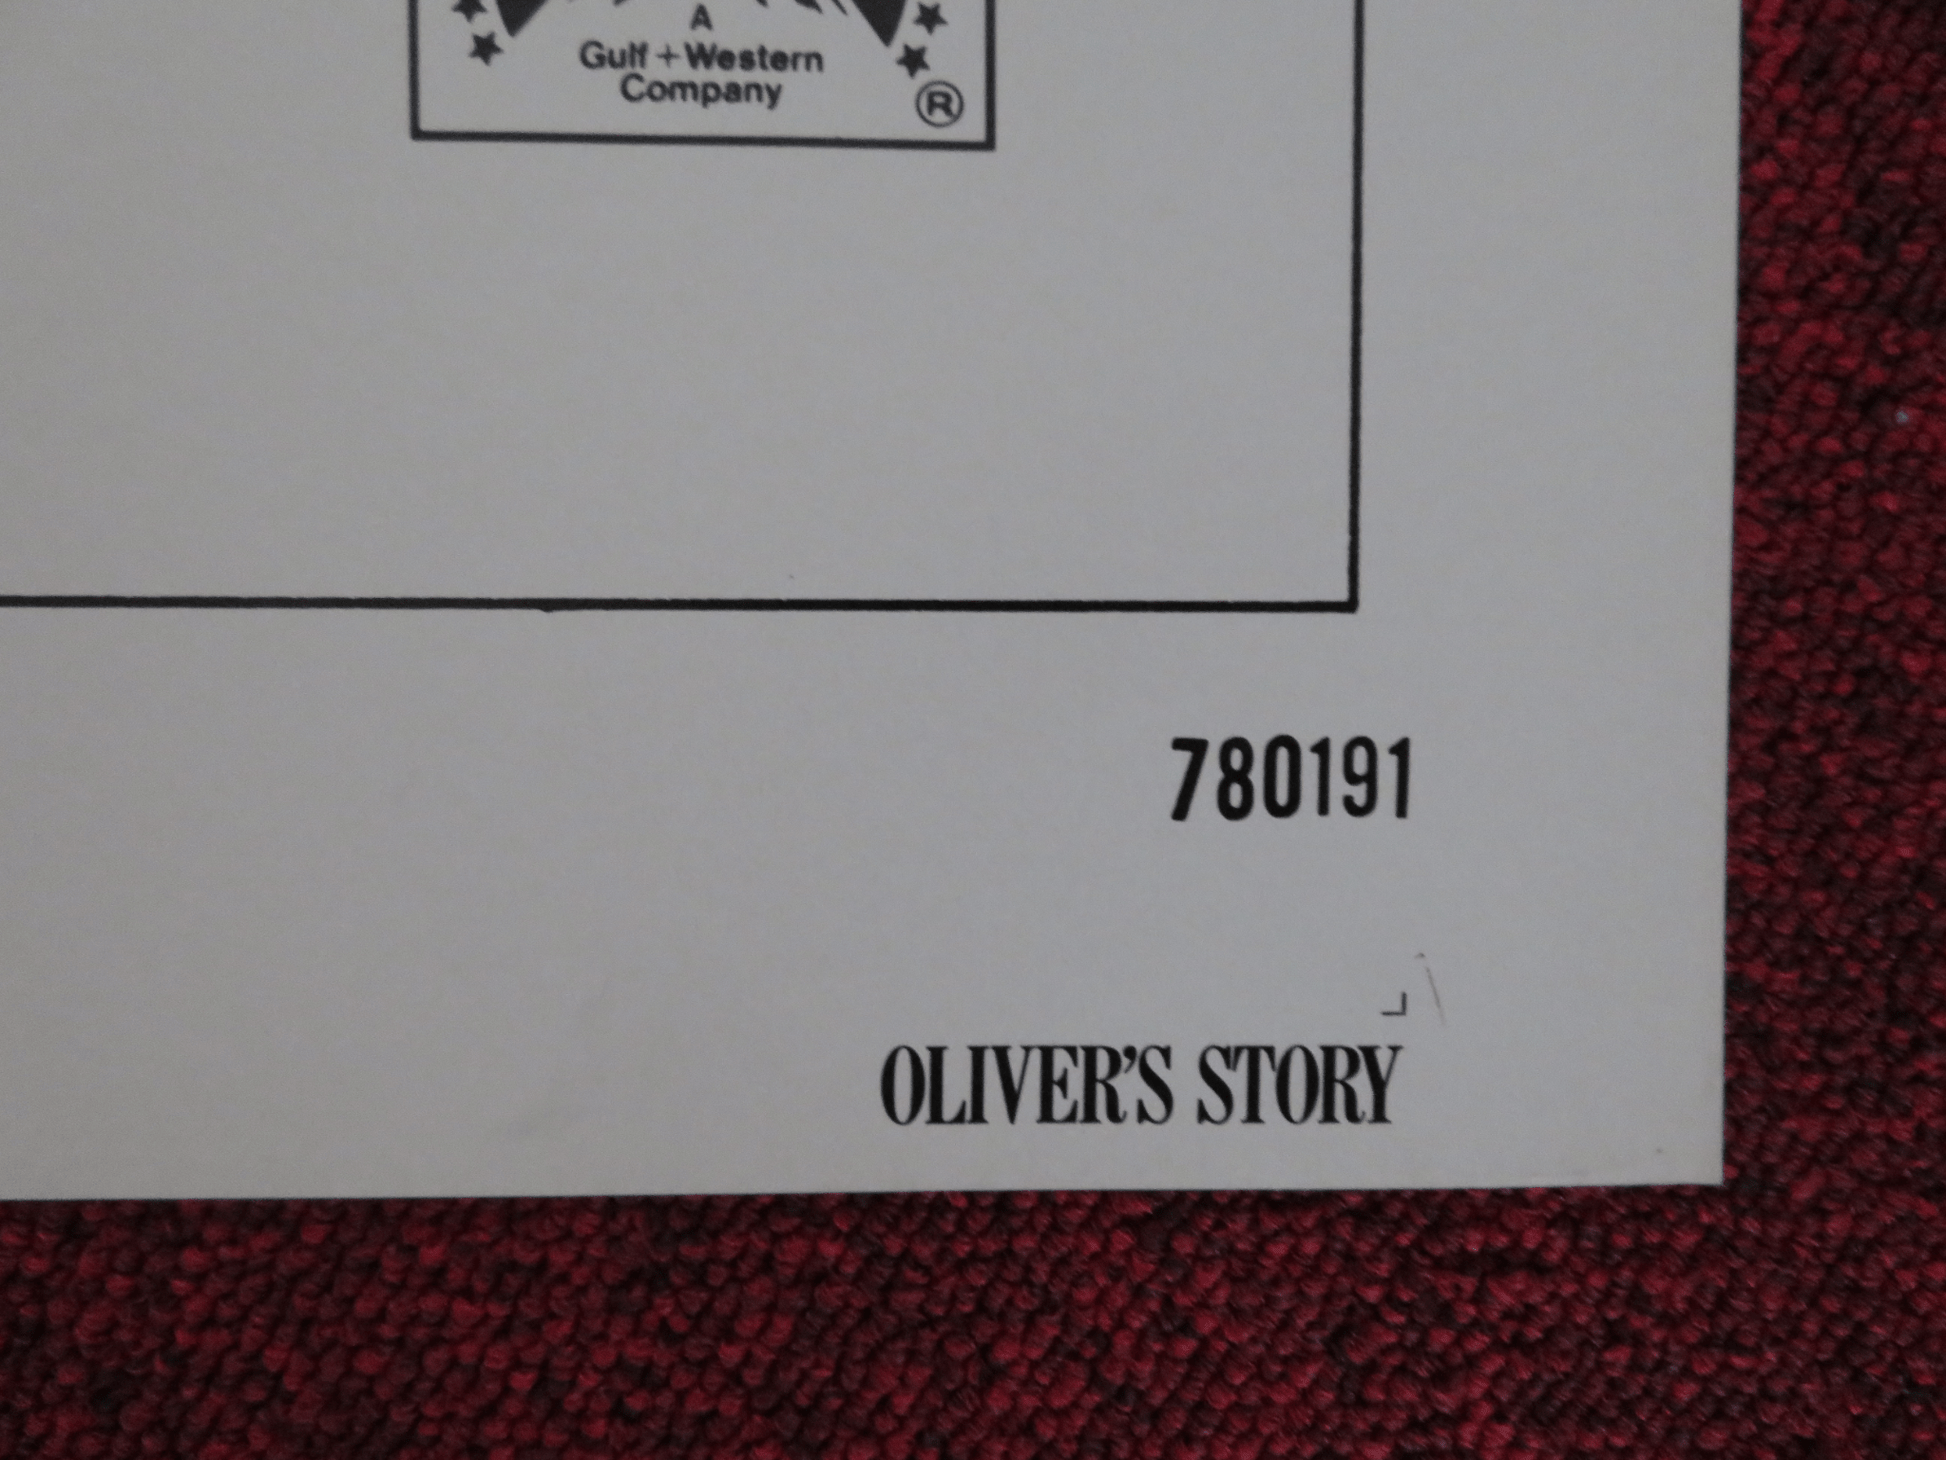 A
Gulf + Western
Company
®
780191
OLIVER'S STORY